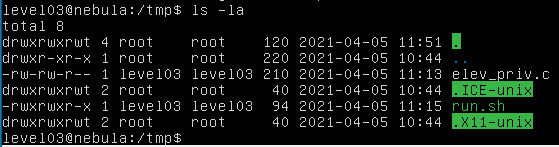 level03@nebula:/tmp$ ls -la
total 8
drwxrwxrwt 4 root    root    120 2021-04-05 11:51 .
drwxr-xr-x 1 root    root    220 2021-04-05 10:44 ..
-rw-rw-r-- 1 level03 level03 210 2021-04-05 11:13 elev_priv.c
drwxrwxrwt 2 root    root     40 2021-04-05 10:44 .ICE-unix
-rwxrwxr-x 1 level03 level03  94 2021-04-05 11:15 run.sh
drwxrwxrwt 2 root    root     40 2021-04-05 10:44 .X11-unix
level03@nebula:/tmp$